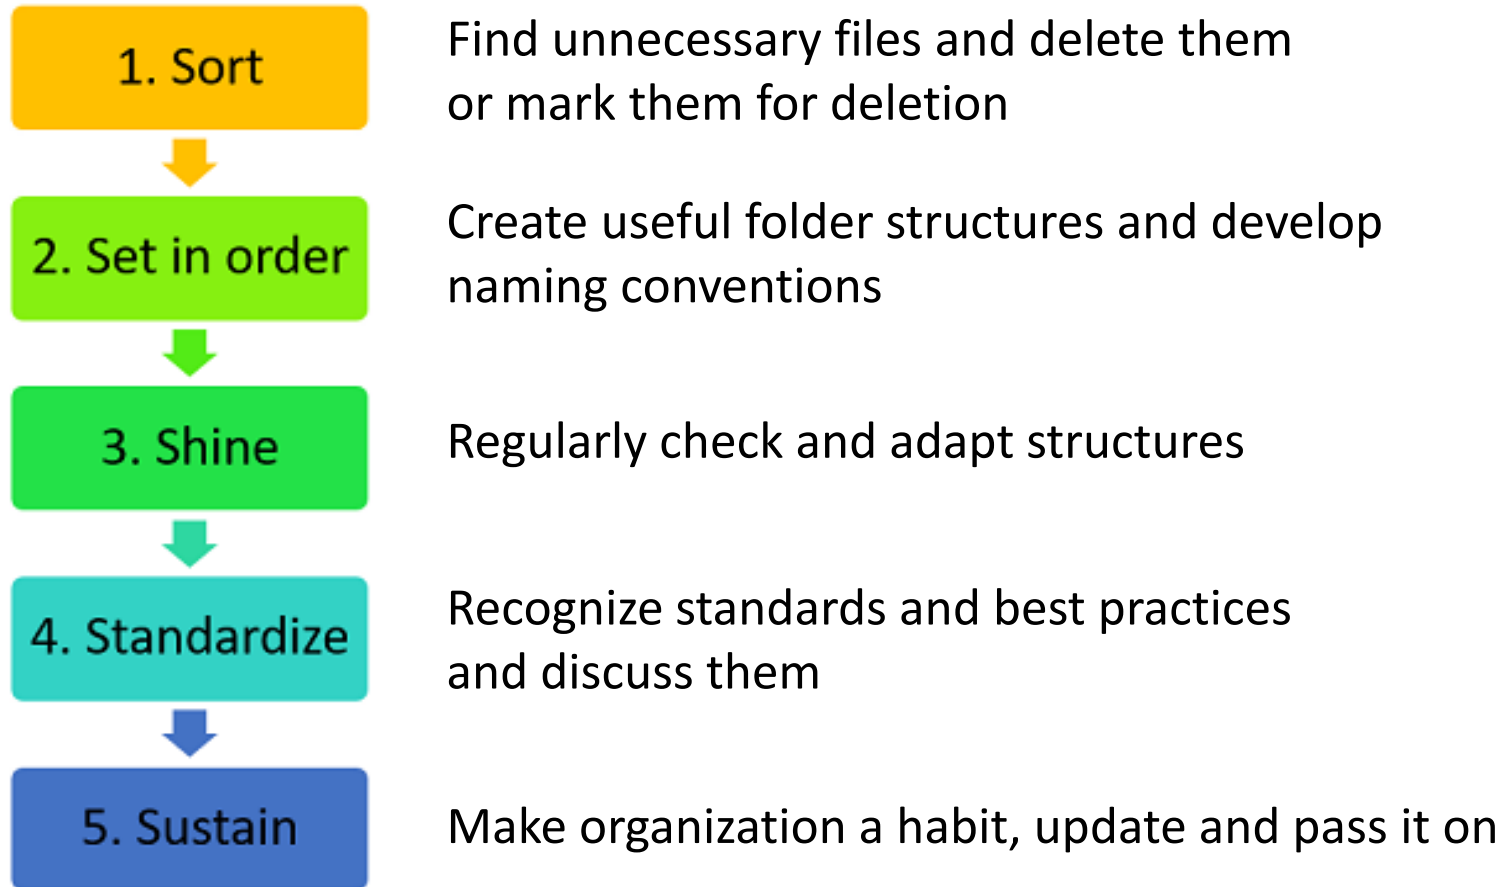 1. Sort
Find unnecessary files and delete them
or mark them for deletion
2. Set in order
Create useful folder structures and develop
naming conventions
3. Shine
Regularly check and adapt structures
4. Standardize
Recognize standards and best practices
and discuss them
5. Sustain
Make organization a habit, update and pass it on